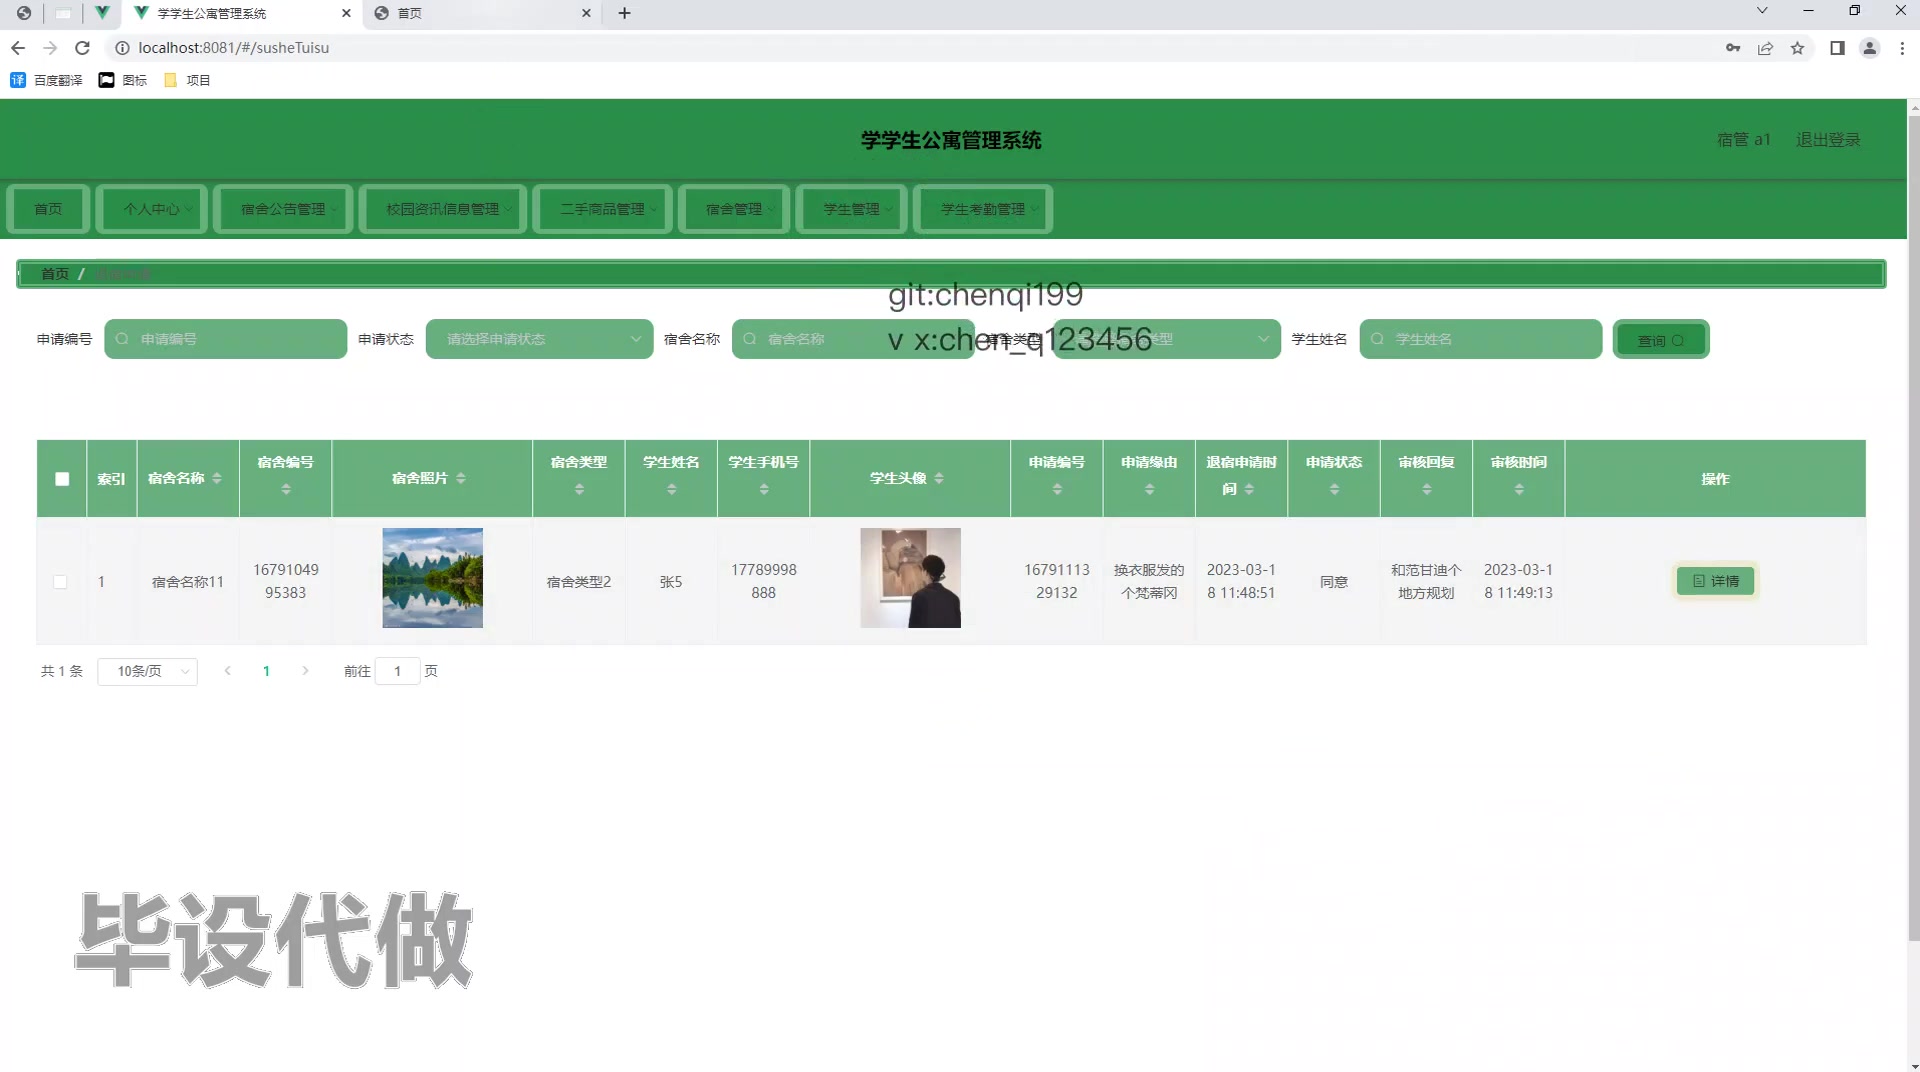 学学生公寓管理系统
首页
localhost:8081/#/susheTuisu
百度翻译
图标
项目
学学生公寓管理系统
宿管 a1
退出登录
首页
个人中心
宿舍公告管理
校园资讯信息管理
二手商品管理
宿舍管理
学生管理
学生考勤管理
首页 /
git:chenqi199
v x:chen_q123456
申请编号
申请编号
申请状态
请选择申请状态
宿舍名称
宿舍名称
宿舍类型
学生姓名
学生姓名
查询
索引
宿舍名称
宿舍编号
宿舍照片
宿舍类型
学生姓名
学生手机号
学生头像
申请编号
申请缘由
退宿申请时
间
申请状态
审核回复
审核时间
操作
1
宿舍名称11
16791049
95383
宿舍类型2
张5
17789998
888
16791113
29132
换衣服发的
个梵蒂冈
2023-03-1
8 11:48:51
同意
和范甘迪个
地方规划
2023-03-1
8 11:49:13
详情
共 1 条
10条/页
1
前往
1
页
毕设代做